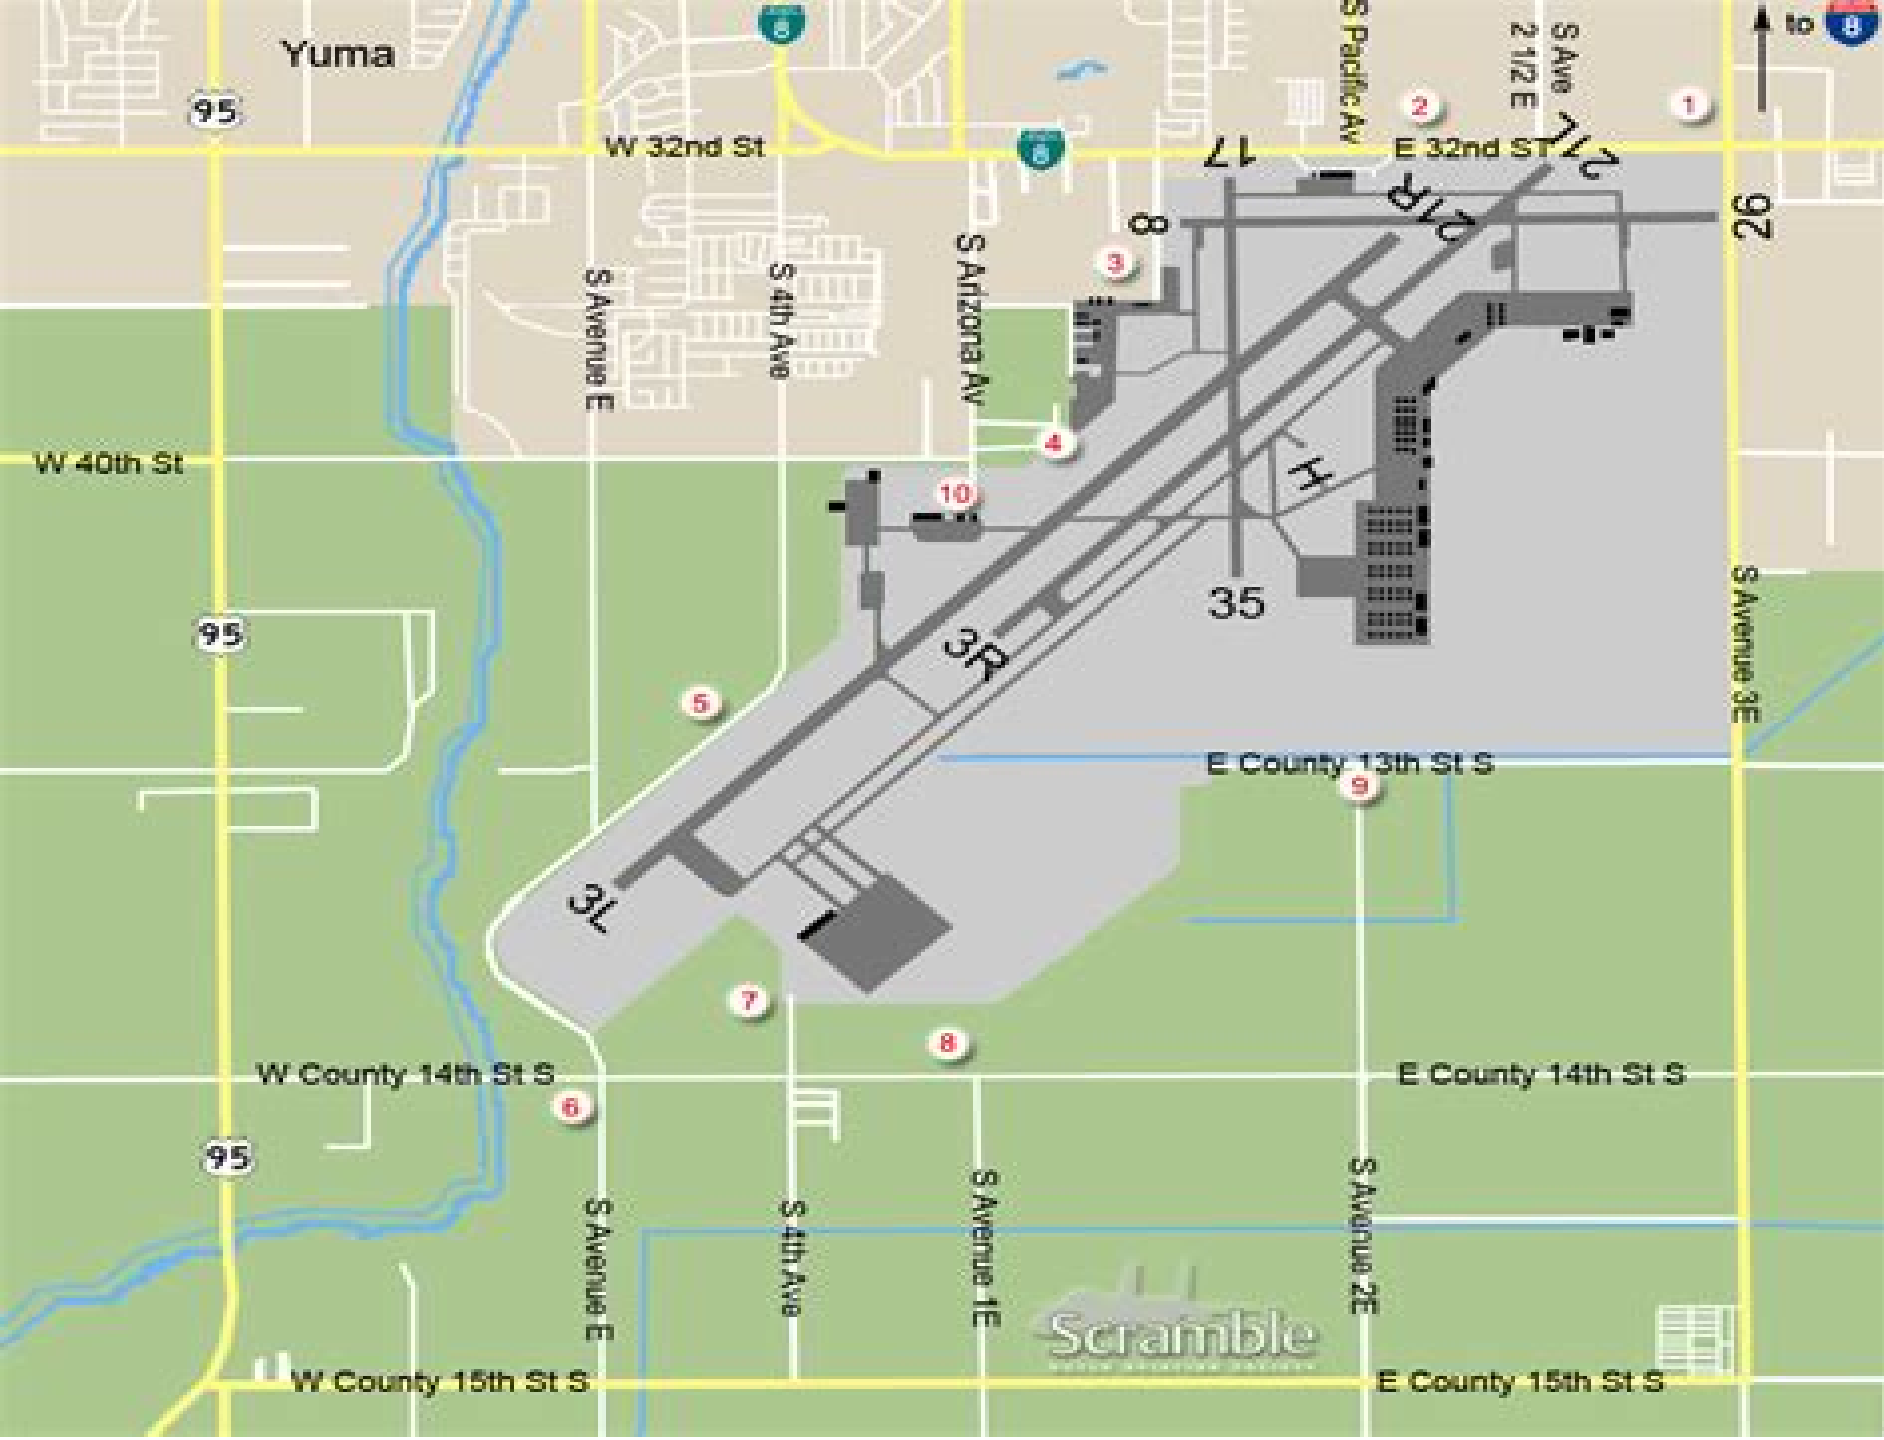 S Pacific Av
2 1/2 E
S Ave
to
8
8
Yuma
95
2
1
W 32nd St
8
E 32nd ST
17
21L
21R
8
26
3
S Arizona Av
S 4th Ave
S Avenue E
4
W 40th St
H
10
35
95
3R
S Avenue 3E
5
E County 13th St S
9
3L
7
8
W County 14th St S
E County 14th St S
6
95
S Avenue E
S 4th Ave
S Avenue 1E
S Avenue 2E
Scramble
W County 15th St S
E County 15th St S